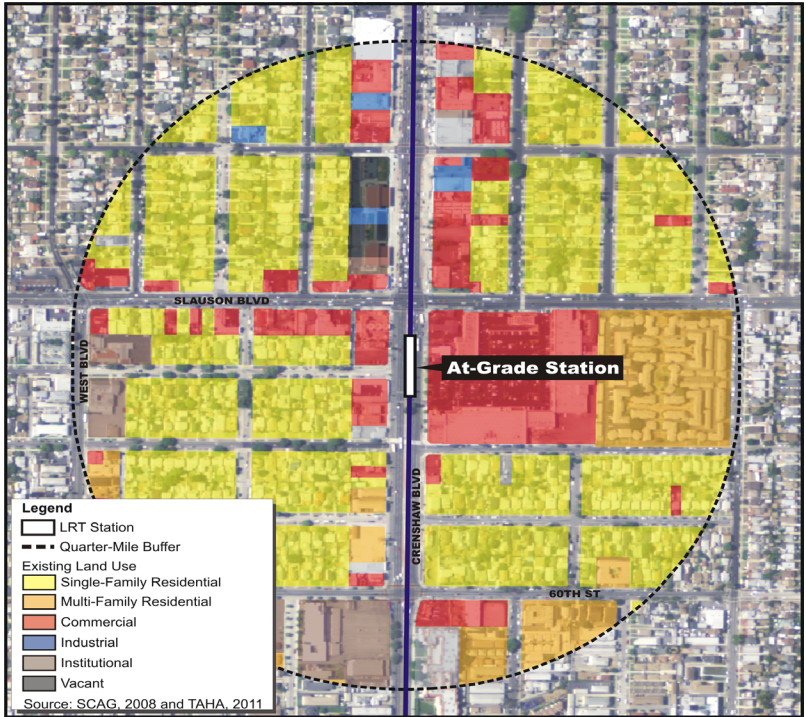 SLAUSON BLVD
WEST BLVD
At-Grade Station
CRENSHAW BLVD
60TH ST
Legend
LRT Station
Quarter-Mile Buffer
Existing Land Use
Single-Family Residential
Multi-Family Residential
Commercial
Industrial
Institutional
Vacant
Source: SCAG, 2008 and TAHA, 2011